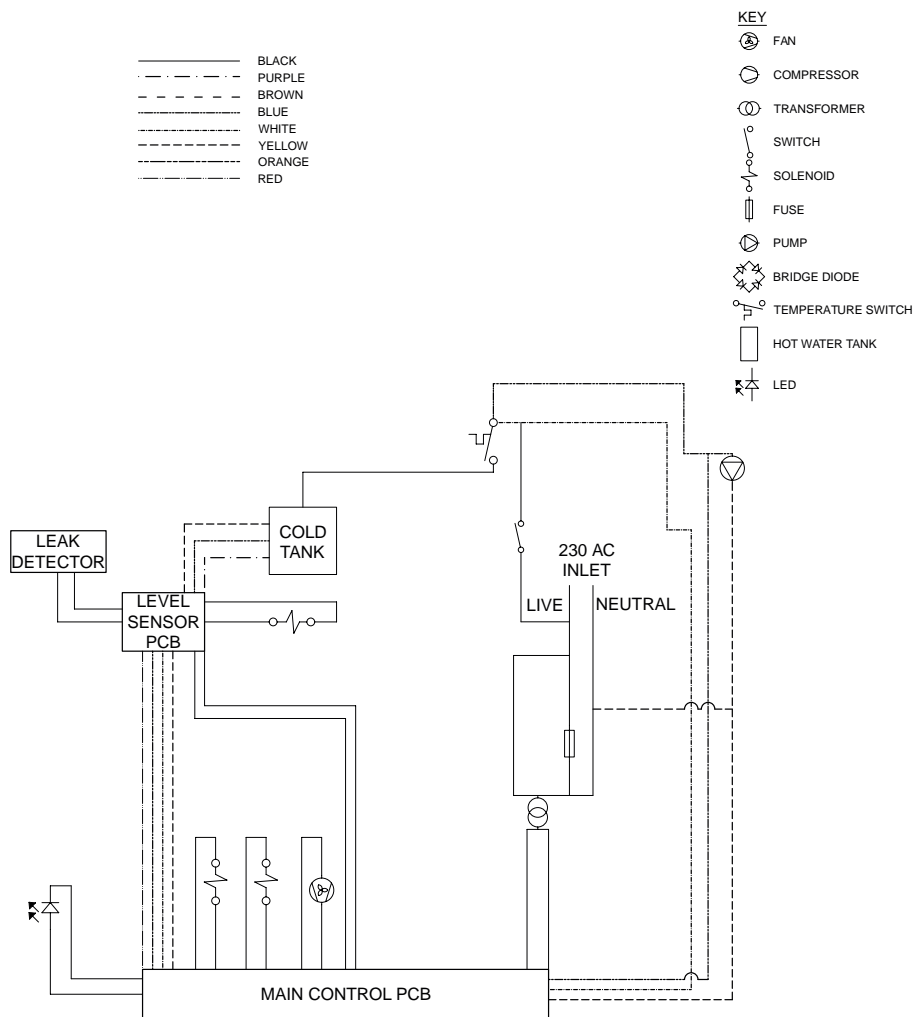 KEY
FAN
COMPRESSOR
TRANSFORMER
SWITCH
SOLENOID
FUSE
PUMP
BRIDGE DIODE
TEMPERATURE SWITCH
HOT WATER TANK
LED
BLACK
PURPLE
BROWN
BLUE
WHITE
YELLOW
ORANGE
RED
COLD
TANK
LEAK
DETECTOR
LEVEL
SENSOR
PCB
230 AC
INLET
LIVE
NEUTRAL
MAIN CONTROL PCB